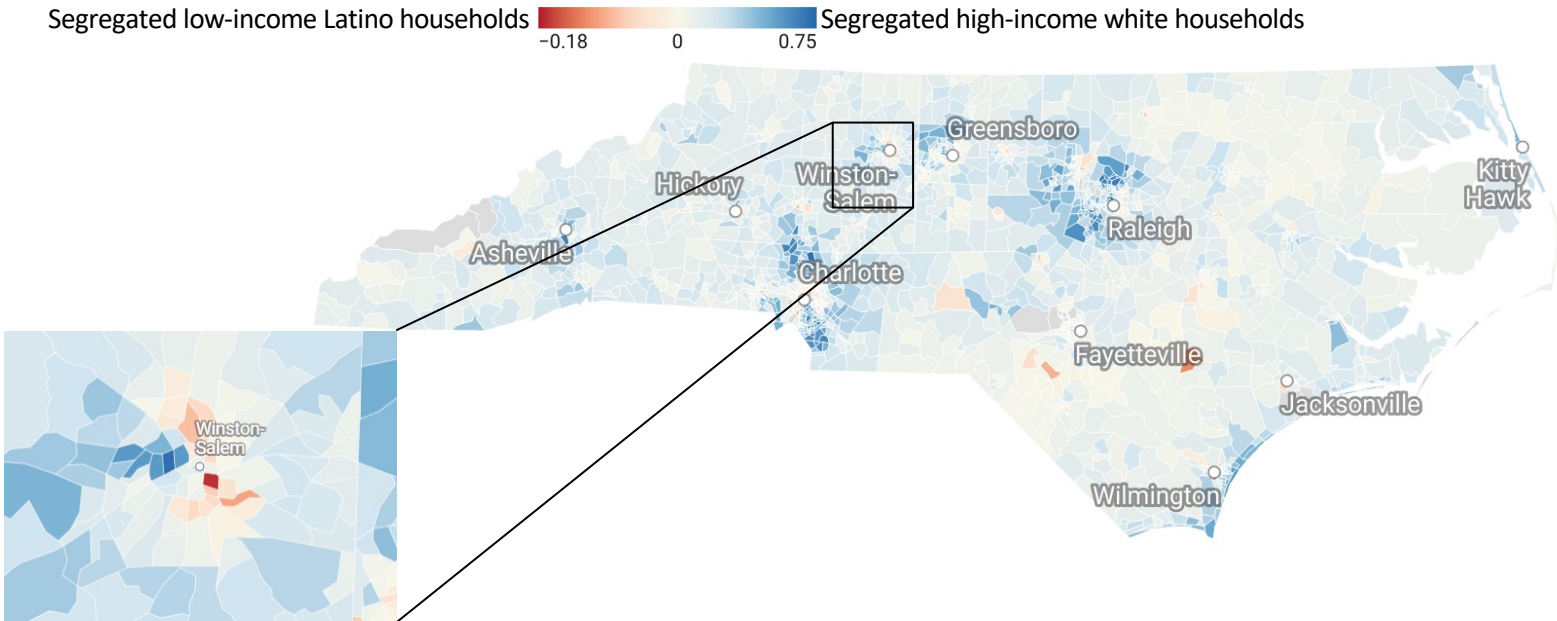 Segregated low-income Latino households
Segregated high-income white households
−0.18
0
0.75
Greensboro
Winston-
Salem
Hickory
Kitty
Hawk
Raleigh
Asheville
Charlotte
Fayetteville
Jacksonville
Winston-
Salem
Wilmington